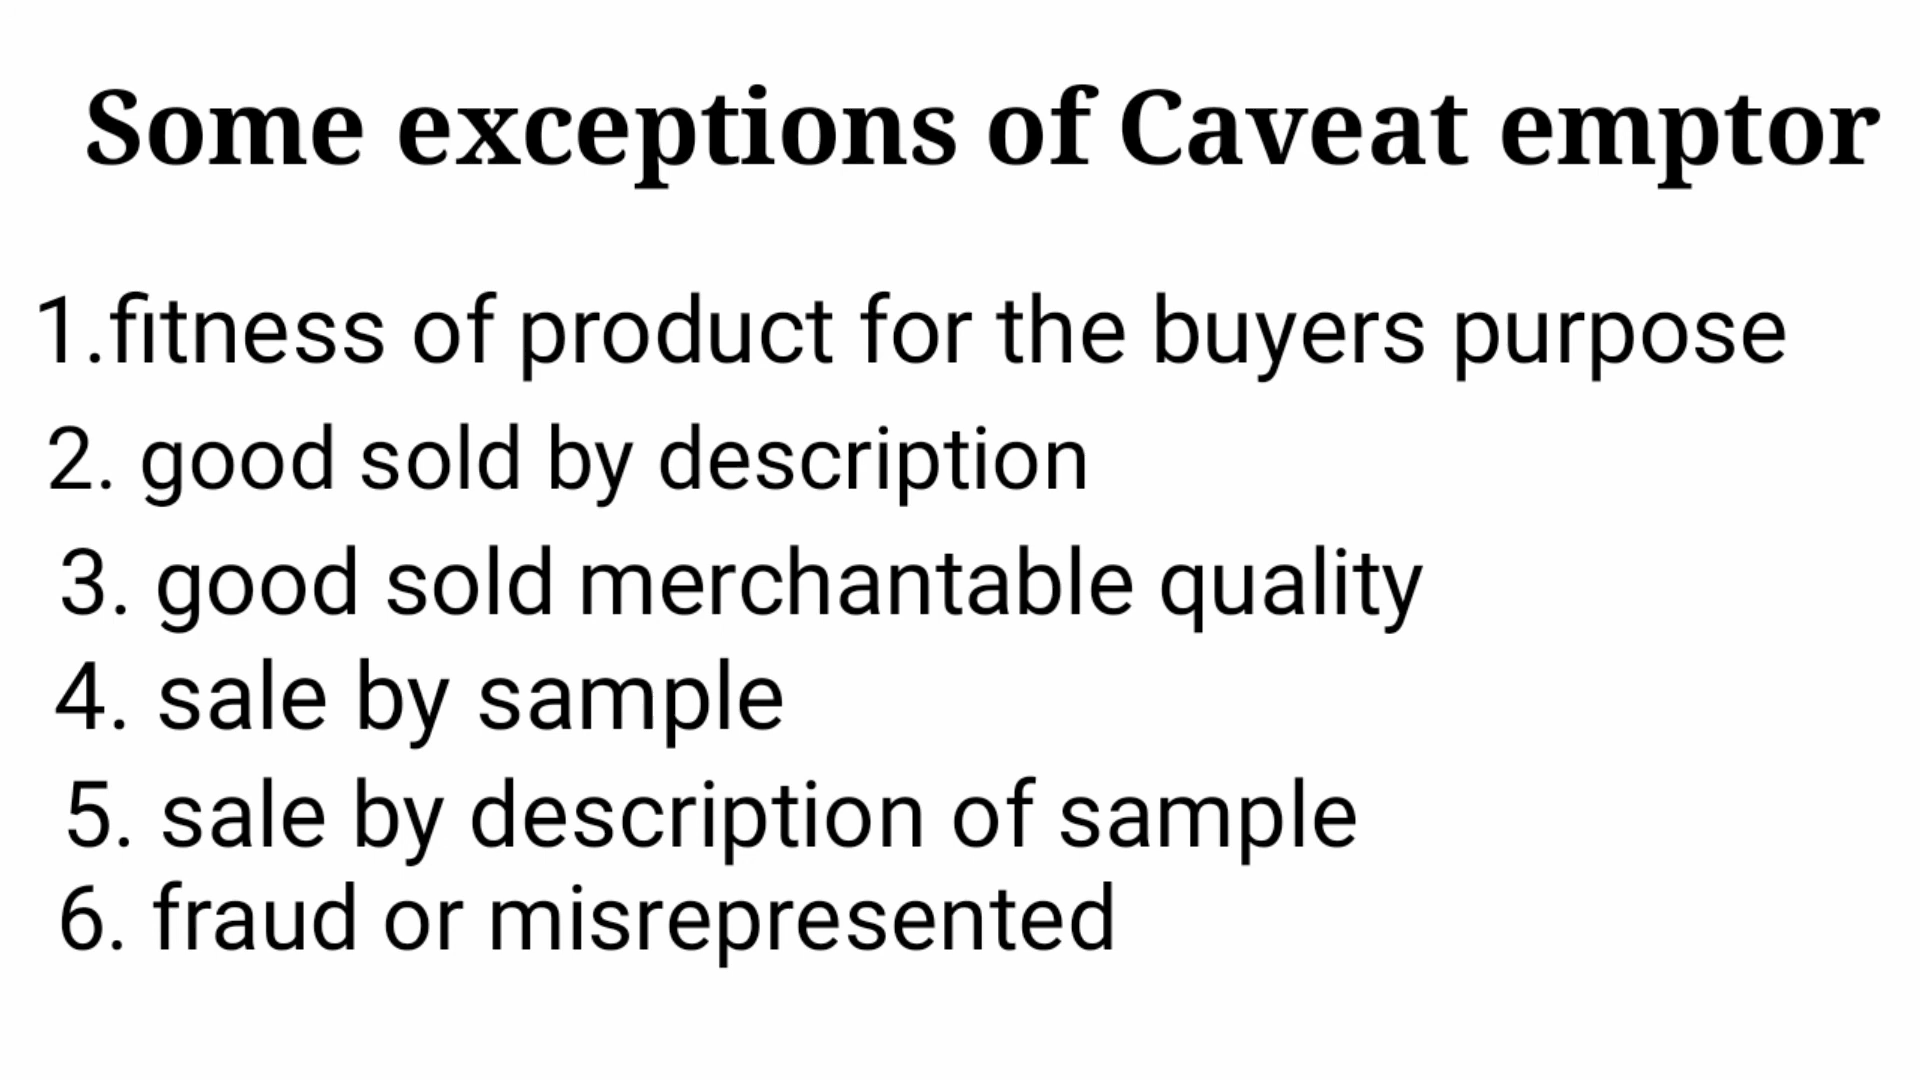 Some exceptions of Caveat emptor
1.fitness of product for the buyers purpose
2. good sold by description
3. good sold merchantable quality
4. sale by sample
5. sale by description of sample
6. fraud or misrepresented